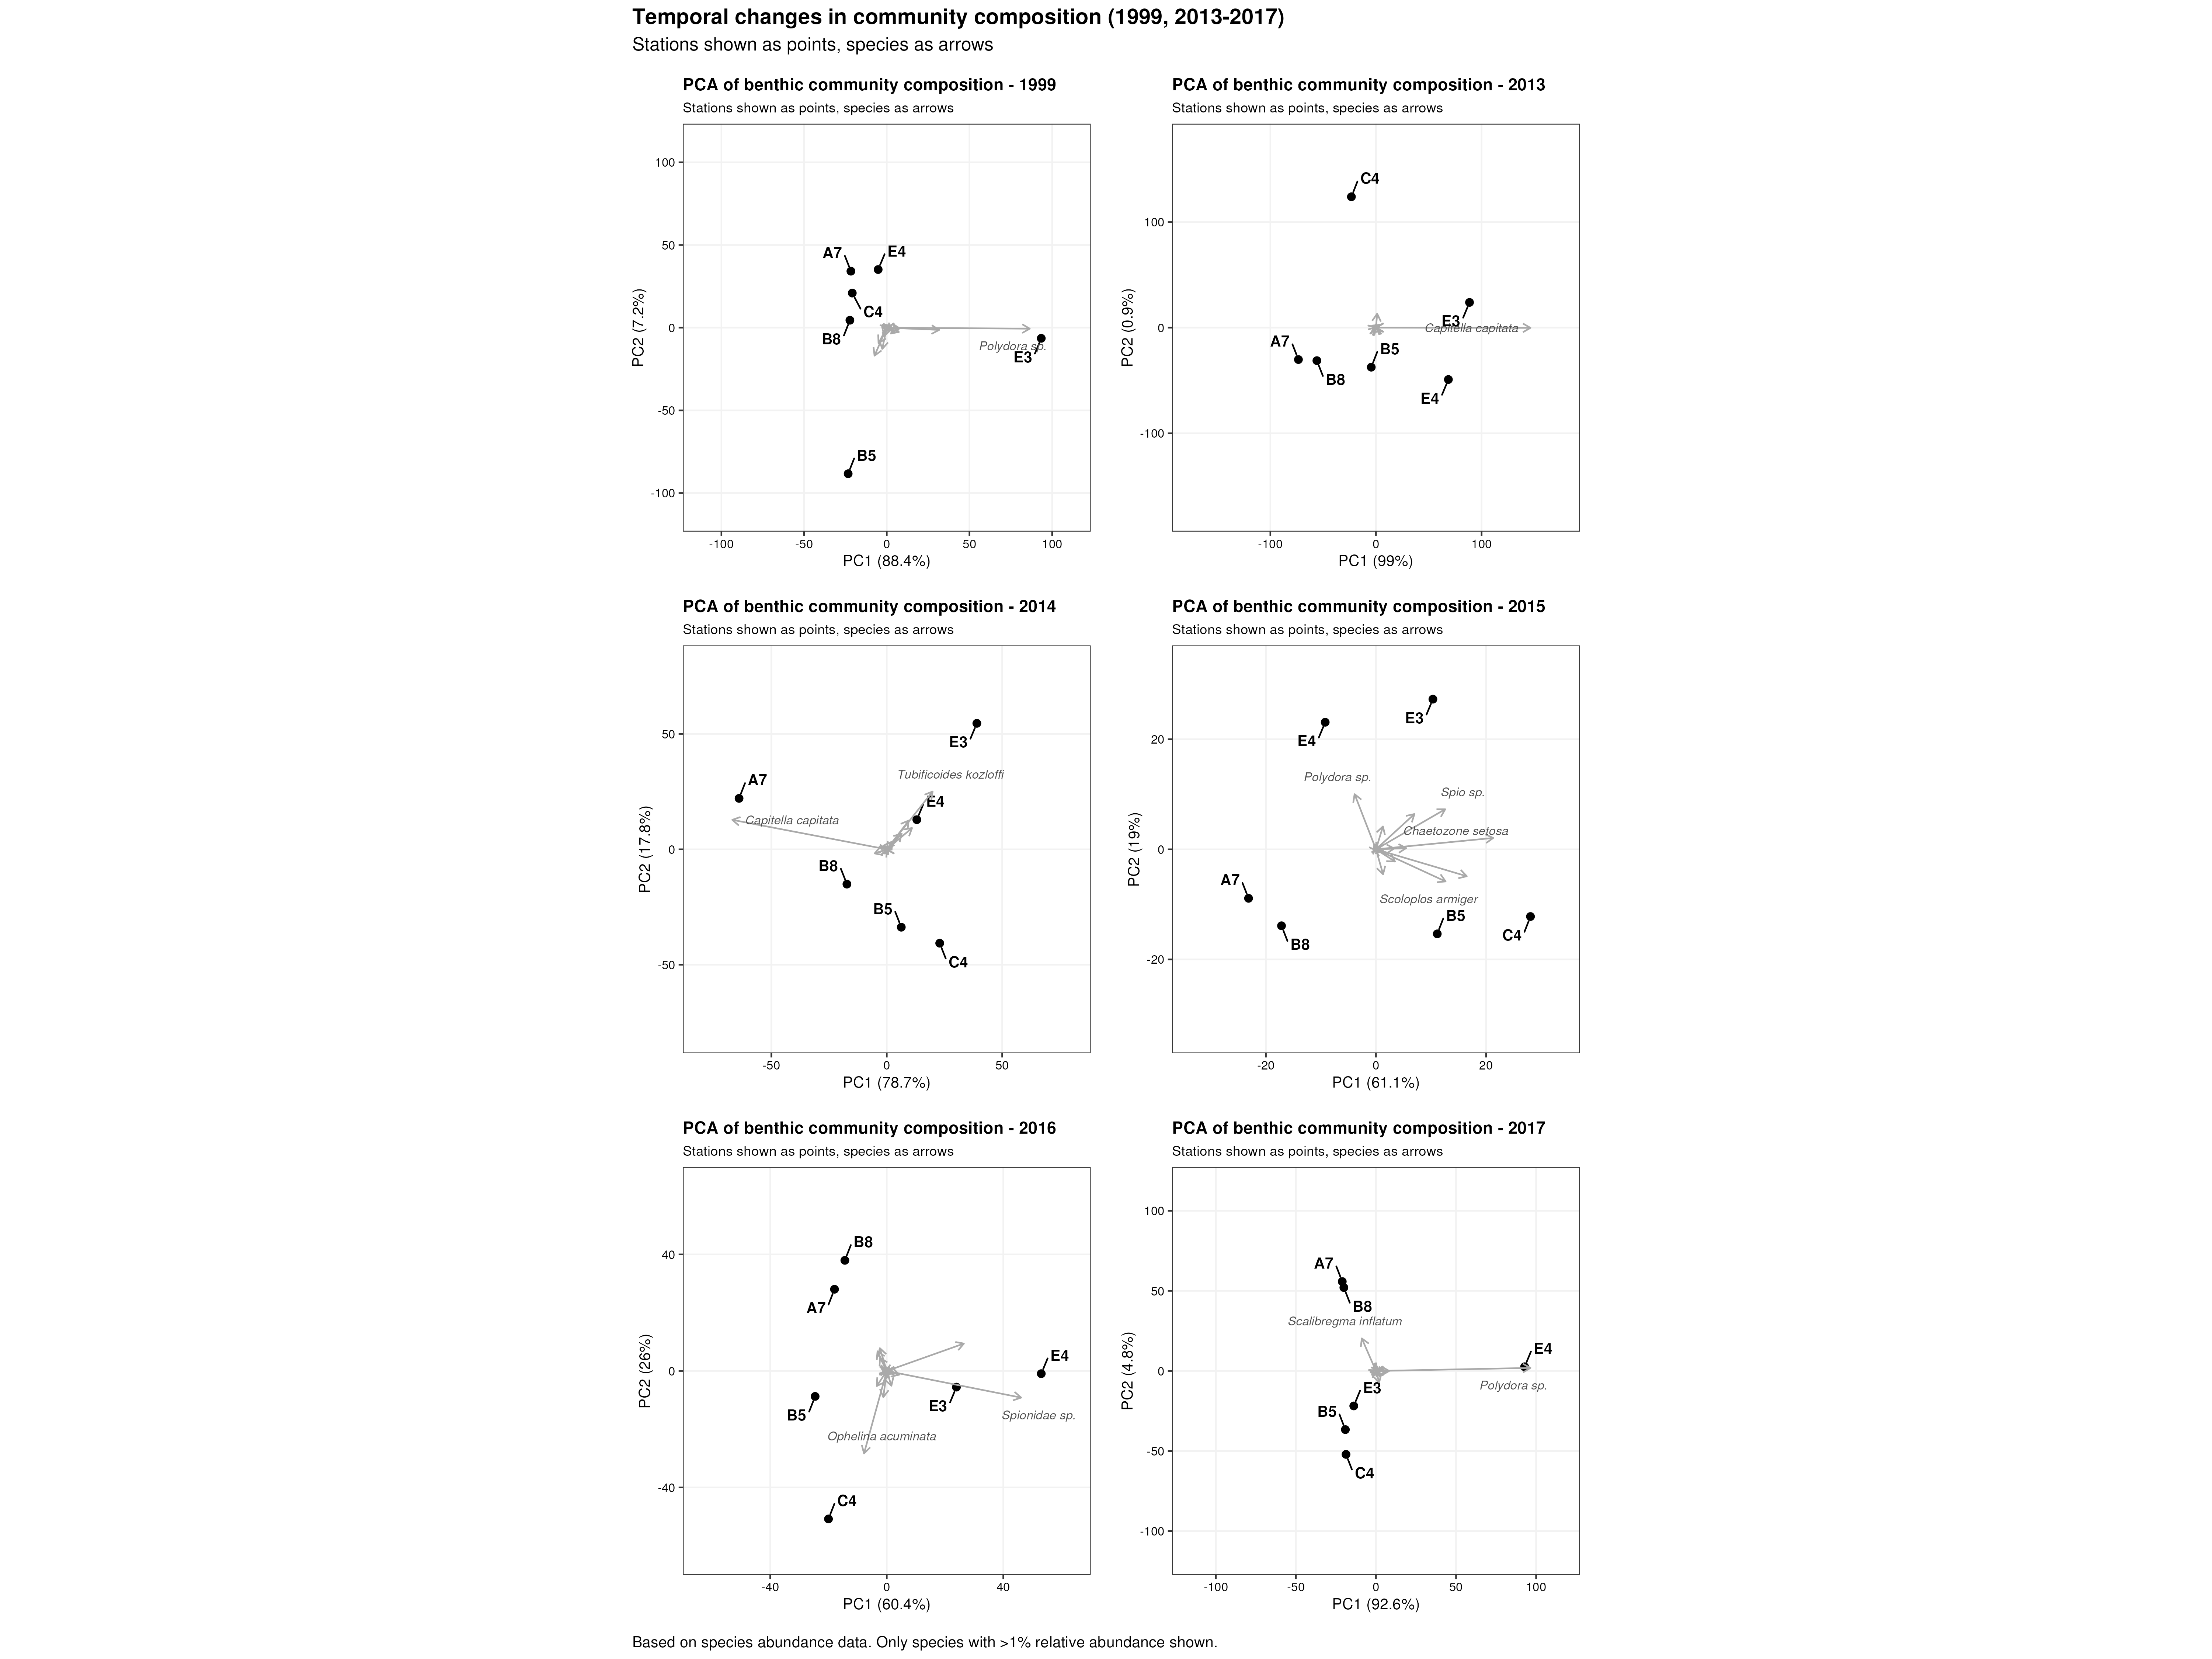 Temporal changes in community composition (1999, 2013-2017)
Stations shown as points, species as arrows
PCA of benthic community composition - 1999
Stations shown as points, species as arrows
100
50
0
-50
-100
PC2 (7.2%)
A7
E4
C4
B8
Polydora sp.
E3
B5
-100
-50
0
50
100
PC1 (88.4%)
PCA of benthic community composition - 2013
Stations shown as points, species as arrows
100
0
-100
PC2 (0.9%)
C4
E3
Capitella capitata
A7
B5
B8
E4
-100
0
100
PC1 (99%)
PCA of benthic community composition - 2014
Stations shown as points, species as arrows
50
0
-50
PC2 (17.8%)
E3
Tubificoides kozloffi
A7
E4
Capitella capitata
B8
B5
C4
-50
0
50
PC1 (78.7%)
PCA of benthic community composition - 2015
Stations shown as points, species as arrows
20
0
-20
PC2 (19%)
E3
E4
Polydora sp.
Spio sp.
Chaetozone setosa
A7
Scoloplos armiger
B5
C4
B8
-20
0
20
PC1 (61.1%)
PCA of benthic community composition - 2016
Stations shown as points, species as arrows
40
0
-40
PC2 (26%)
B8
A7
E4
E3
B5
Spionidae sp.
Ophelina acuminata
C4
-40
0
40
PC1 (60.4%)
PCA of benthic community composition - 2017
Stations shown as points, species as arrows
100
50
0
-50
-100
PC2 (4.8%)
A7
B8
Scalibregma inflatum
E4
Polydora sp.
E3
B5
C4
-100
-50
0
50
100
PC1 (92.6%)
Based on species abundance data. Only species with >1% relative abundance shown.